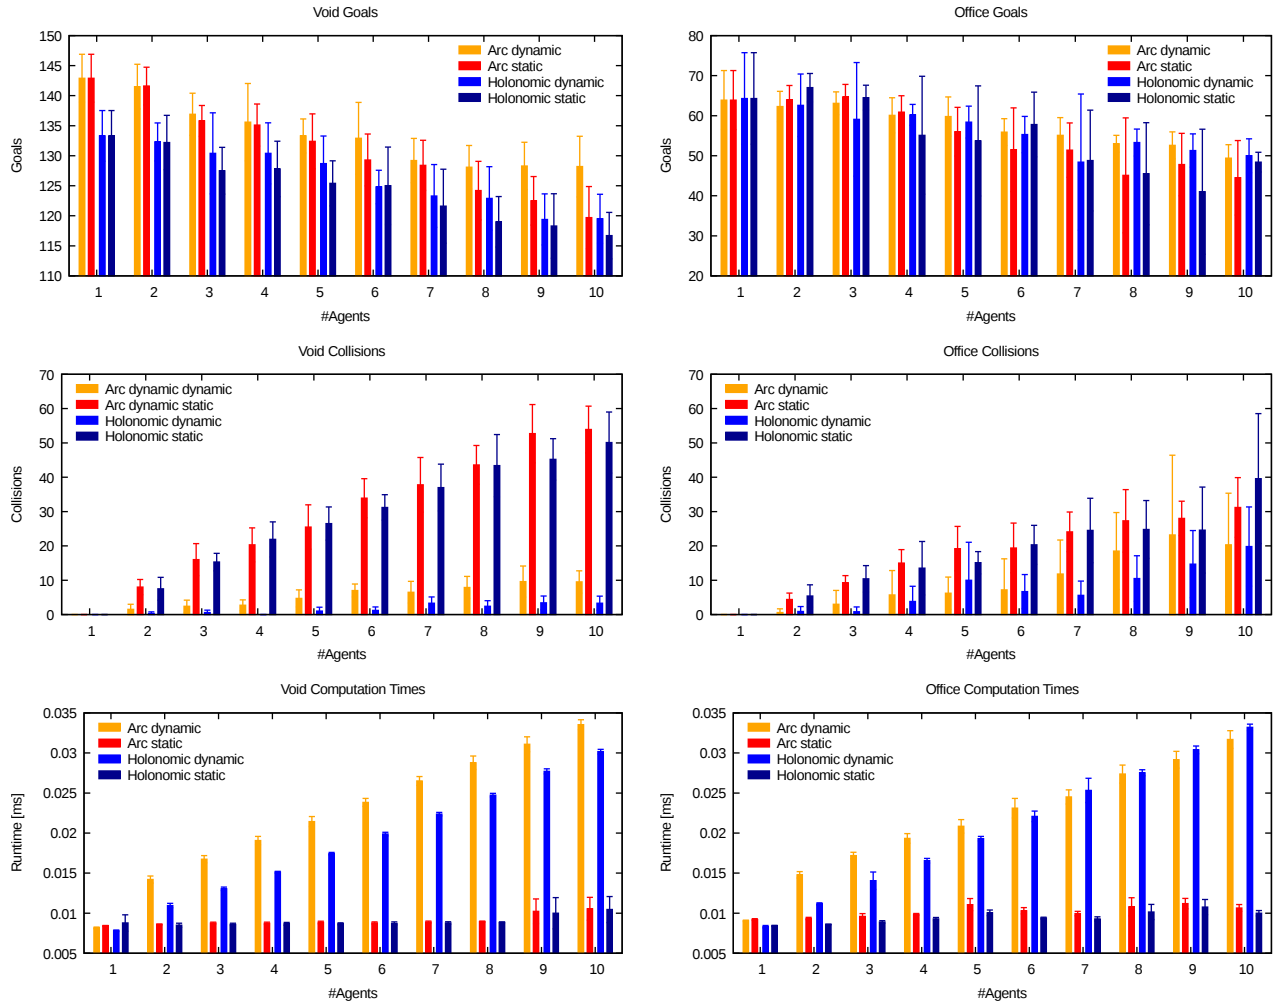 Void Goals
150
145
140
135
130
125
120
115
110
Goals
Arc dynamic
Arc static
Holonomic dynamic
Holonomic static
1 2 3 4 5 6 7 8 9 10
#Agents
Office Goals
80
70
60
50
40
30
20
Goals
Arc dynamic
Arc static
Holonomic dynamic
Holonomic static
1 2 3 4 5 6 7 8 9 10
#Agents
Void Collisions
70
60
50
40
30
20
10
0
Collisions
Arc dynamic dynamic
Arc dynamic static
Holonomic dynamic
Holonomic static
1 2 3 4 5 6 7 8 9 10
#Agents
Office Collisions
70
60
50
40
30
20
10
0
Collisions
Arc dynamic
Arc static
Holonomic dynamic
Holonomic static
1 2 3 4 5 6 7 8 9 10
#Agents
Void Computation Times
0.035
0.03
0.025
0.02
0.015
0.01
0.005
Runtime [ms]
Arc dynamic
Arc static
Holonomic dynamic
Holonomic static
1 2 3 4 5 6 7 8 9 10
#Agents
Office Computation Times
0.035
0.03
0.025
0.02
0.015
0.01
0.005
Runtime [ms]
Arc dynamic
Arc static
Holonomic dynamic
Holonomic static
1 2 3 4 5 6 7 8 9 10
#Agents